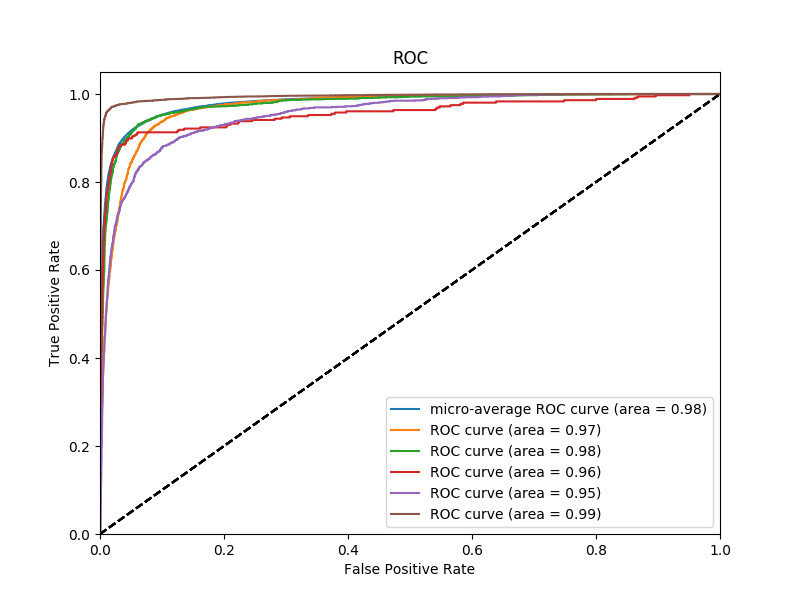 ROC
True Positive Rate
1.0
0.8
0.6
0.4
0.2
0.0
micro-average ROC curve (area = 0.98)
ROC curve (area = 0.97)
ROC curve (area = 0.98)
ROC curve (area = 0.96)
ROC curve (area = 0.95)
ROC curve (area = 0.99)
0.0 0.2 0.4 0.6 0.8 1.0
False Positive Rate